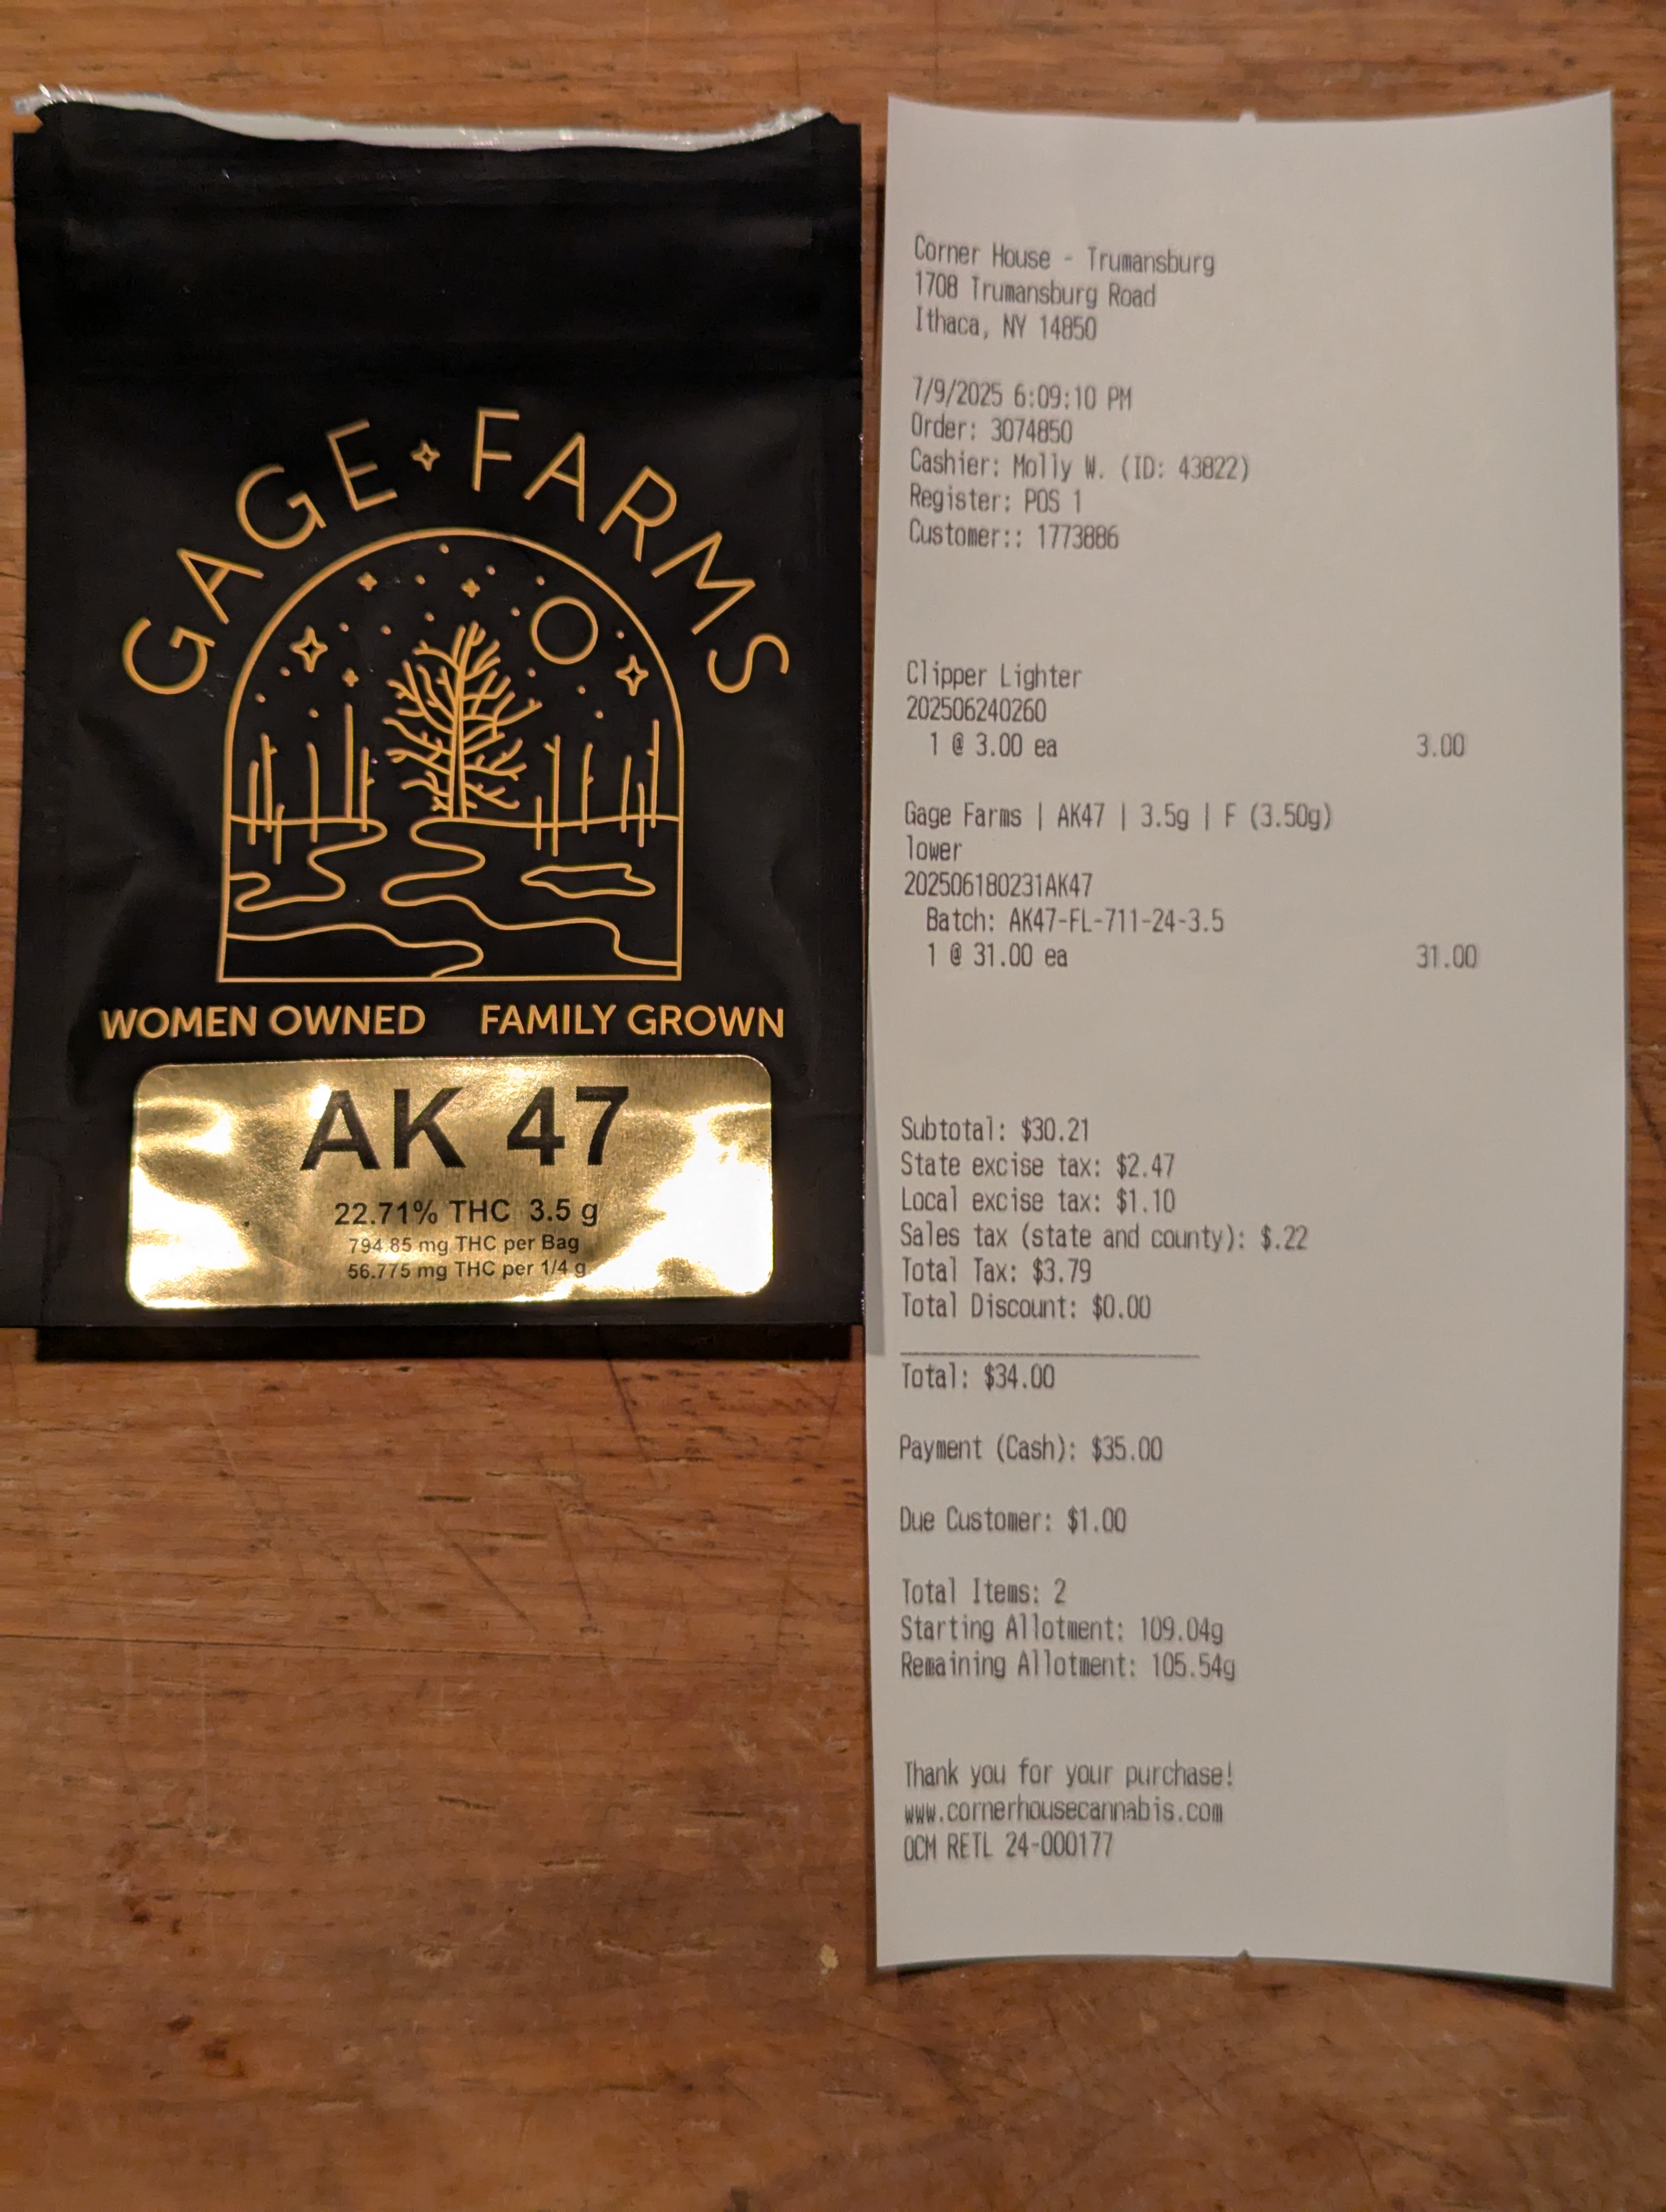 GAGE FARMS
WOMEN OWNED FAMILY GROWN
AK 47
22.71% THC 3.5 g
794.85 mg THC per Bag
56.775 mg THC per 1/4 g
Corner House - Trumansburg
1708 Trumansburg Road
Ithaca, NY 14850
7/9/2025 6:09:10 PM
Order: 3074850
Cashier: Molly W. (ID: 43822)
Register: POS 1
Customer:: 1773886
Clipper Lighter
202506240260
1 @ 3.00 ea 3.00
Gage Farms | AK47 | 3.5g | F (3.50g)
lower
202506180231AK47
Batch: AK47-FL-711-24-3.5
1 @ 31.00 ea 31.00
Subtotal: $30.21
State excise tax: $2.47
Local excise tax: $1.10
Sales tax (state and county): $.22
Total Tax: $3.79
Total Discount: $0.00
Total: $34.00
Payment (Cash): $35.00
Due Customer: $1.00
Total Items: 2
Starting Allotment: 109.04g
Remaining Allotment: 105.54g
Thank you for your purchase!
www.cornerhousecannabis.com
OCM RETL 24-000177